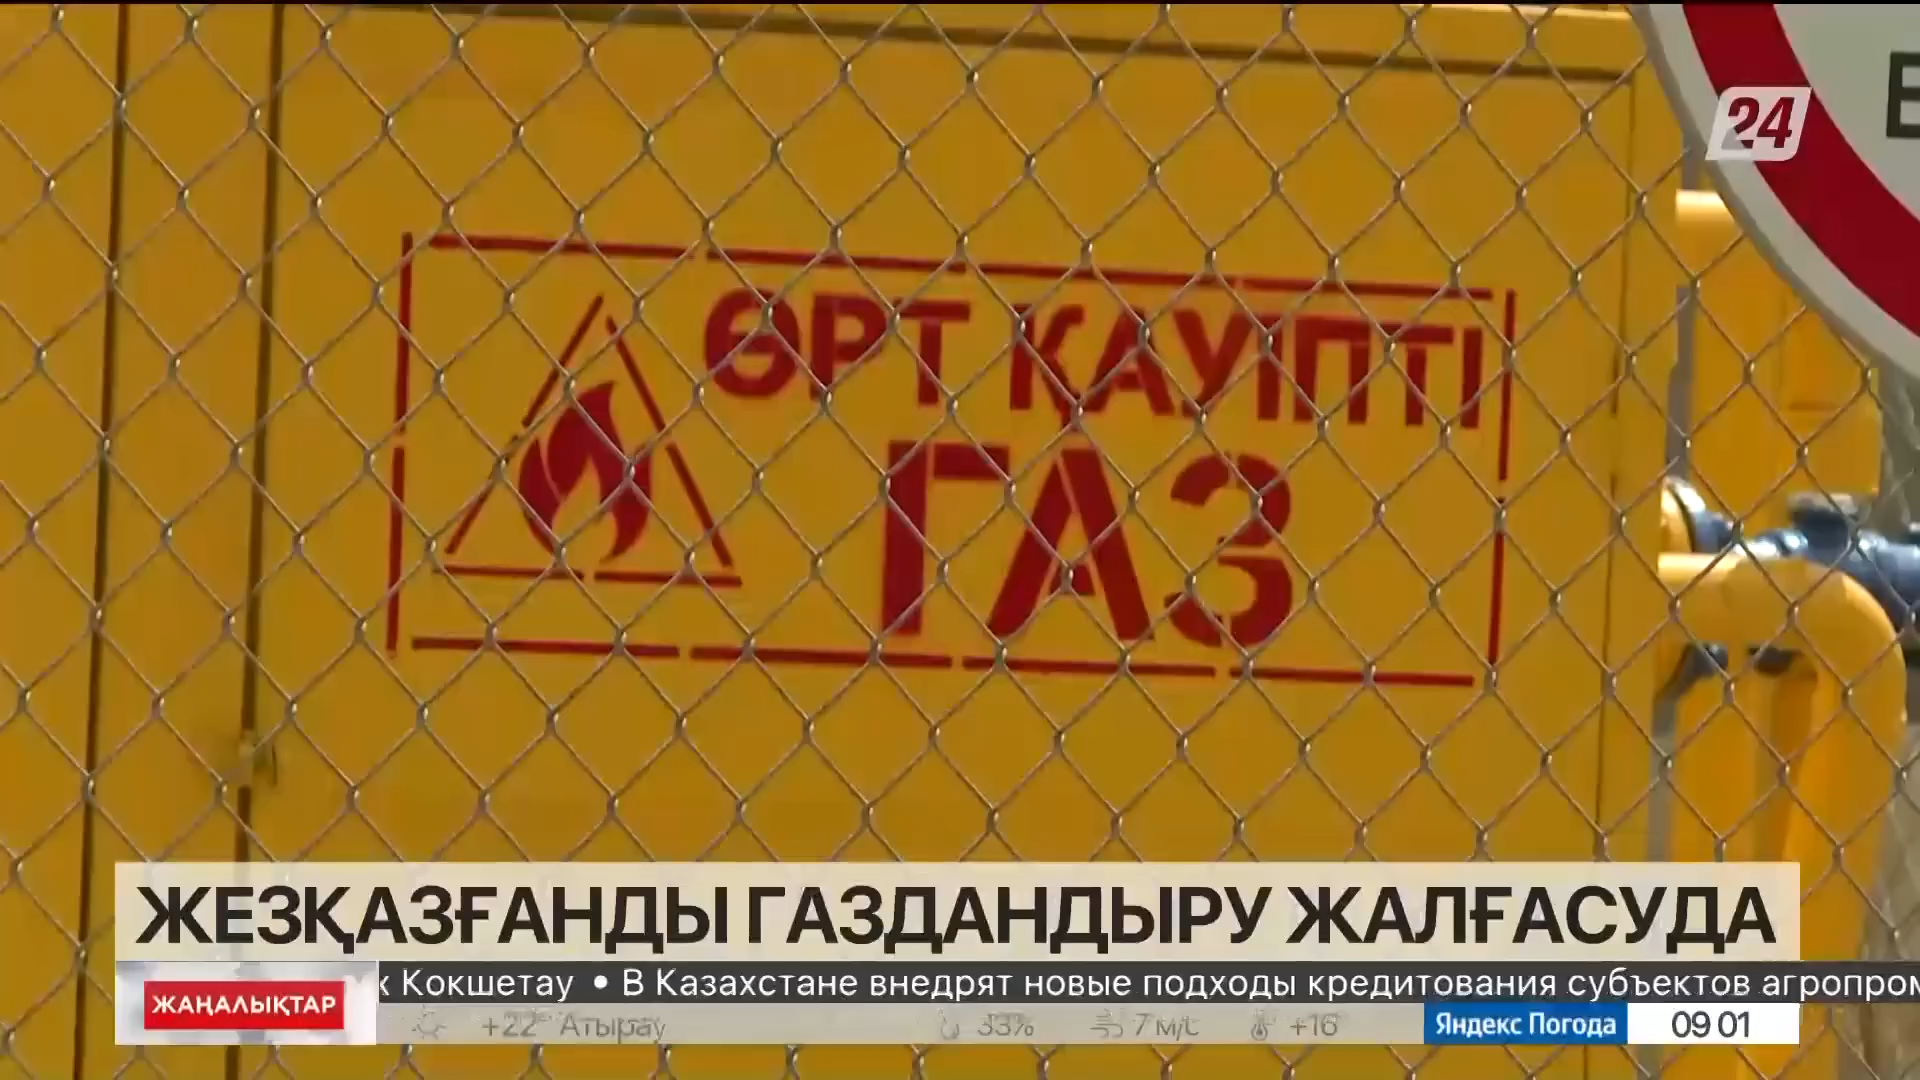 24
ӨРТ ҚАУІПТІ
ГАЗ
ЖЕЗҚАЗҒАНДЫ ГАЗДАНДЫРУ ЖАЛҒАСУДА
Кокшетау • В Казахстане внедрят новые подходы кредитования субъектов агропром
ЖАҢАЛЫҚТАР
+22° Атырау 33% 7 м/с +16 Яндекс Погода 09 01